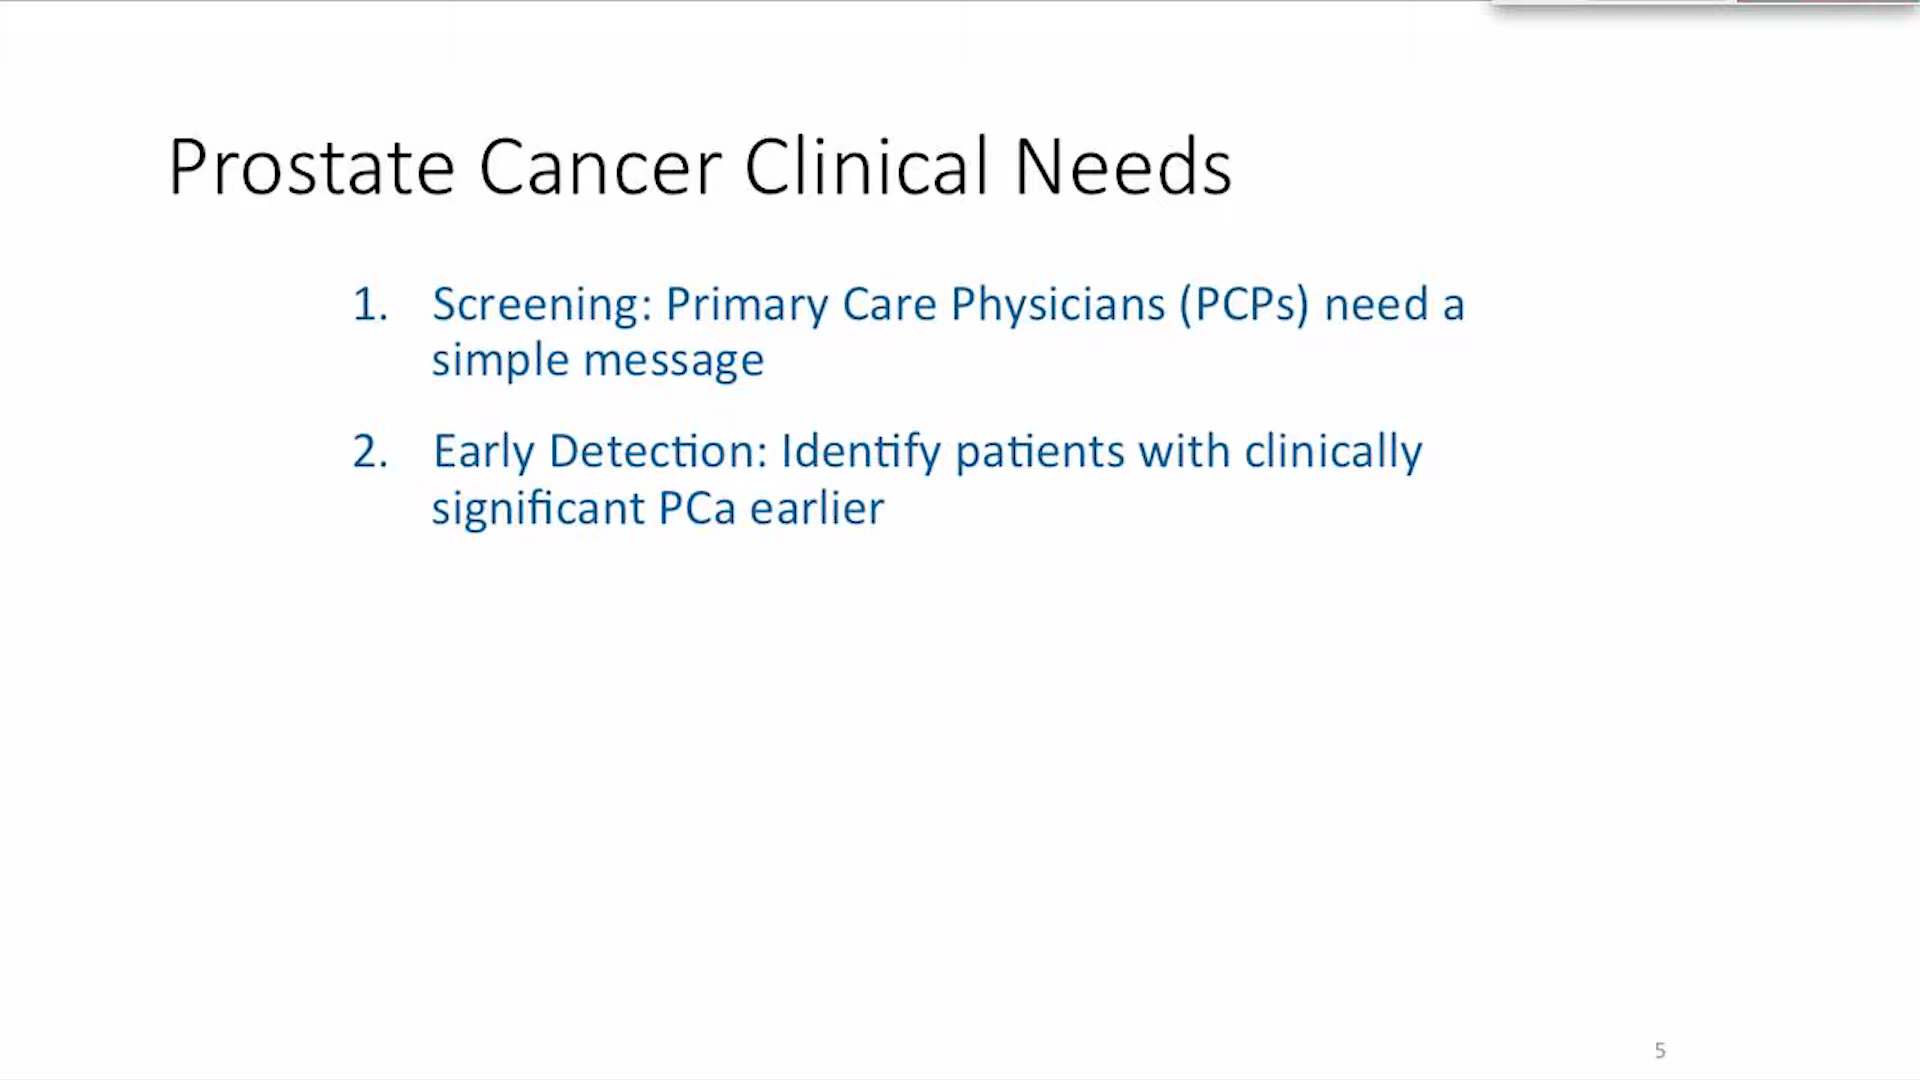 Prostate Cancer Clinical Needs
1. Screening: Primary Care Physicians (PCPs) need a
simple message
2. Early Detection: Identify patients with clinically
significant PCa earlier
5